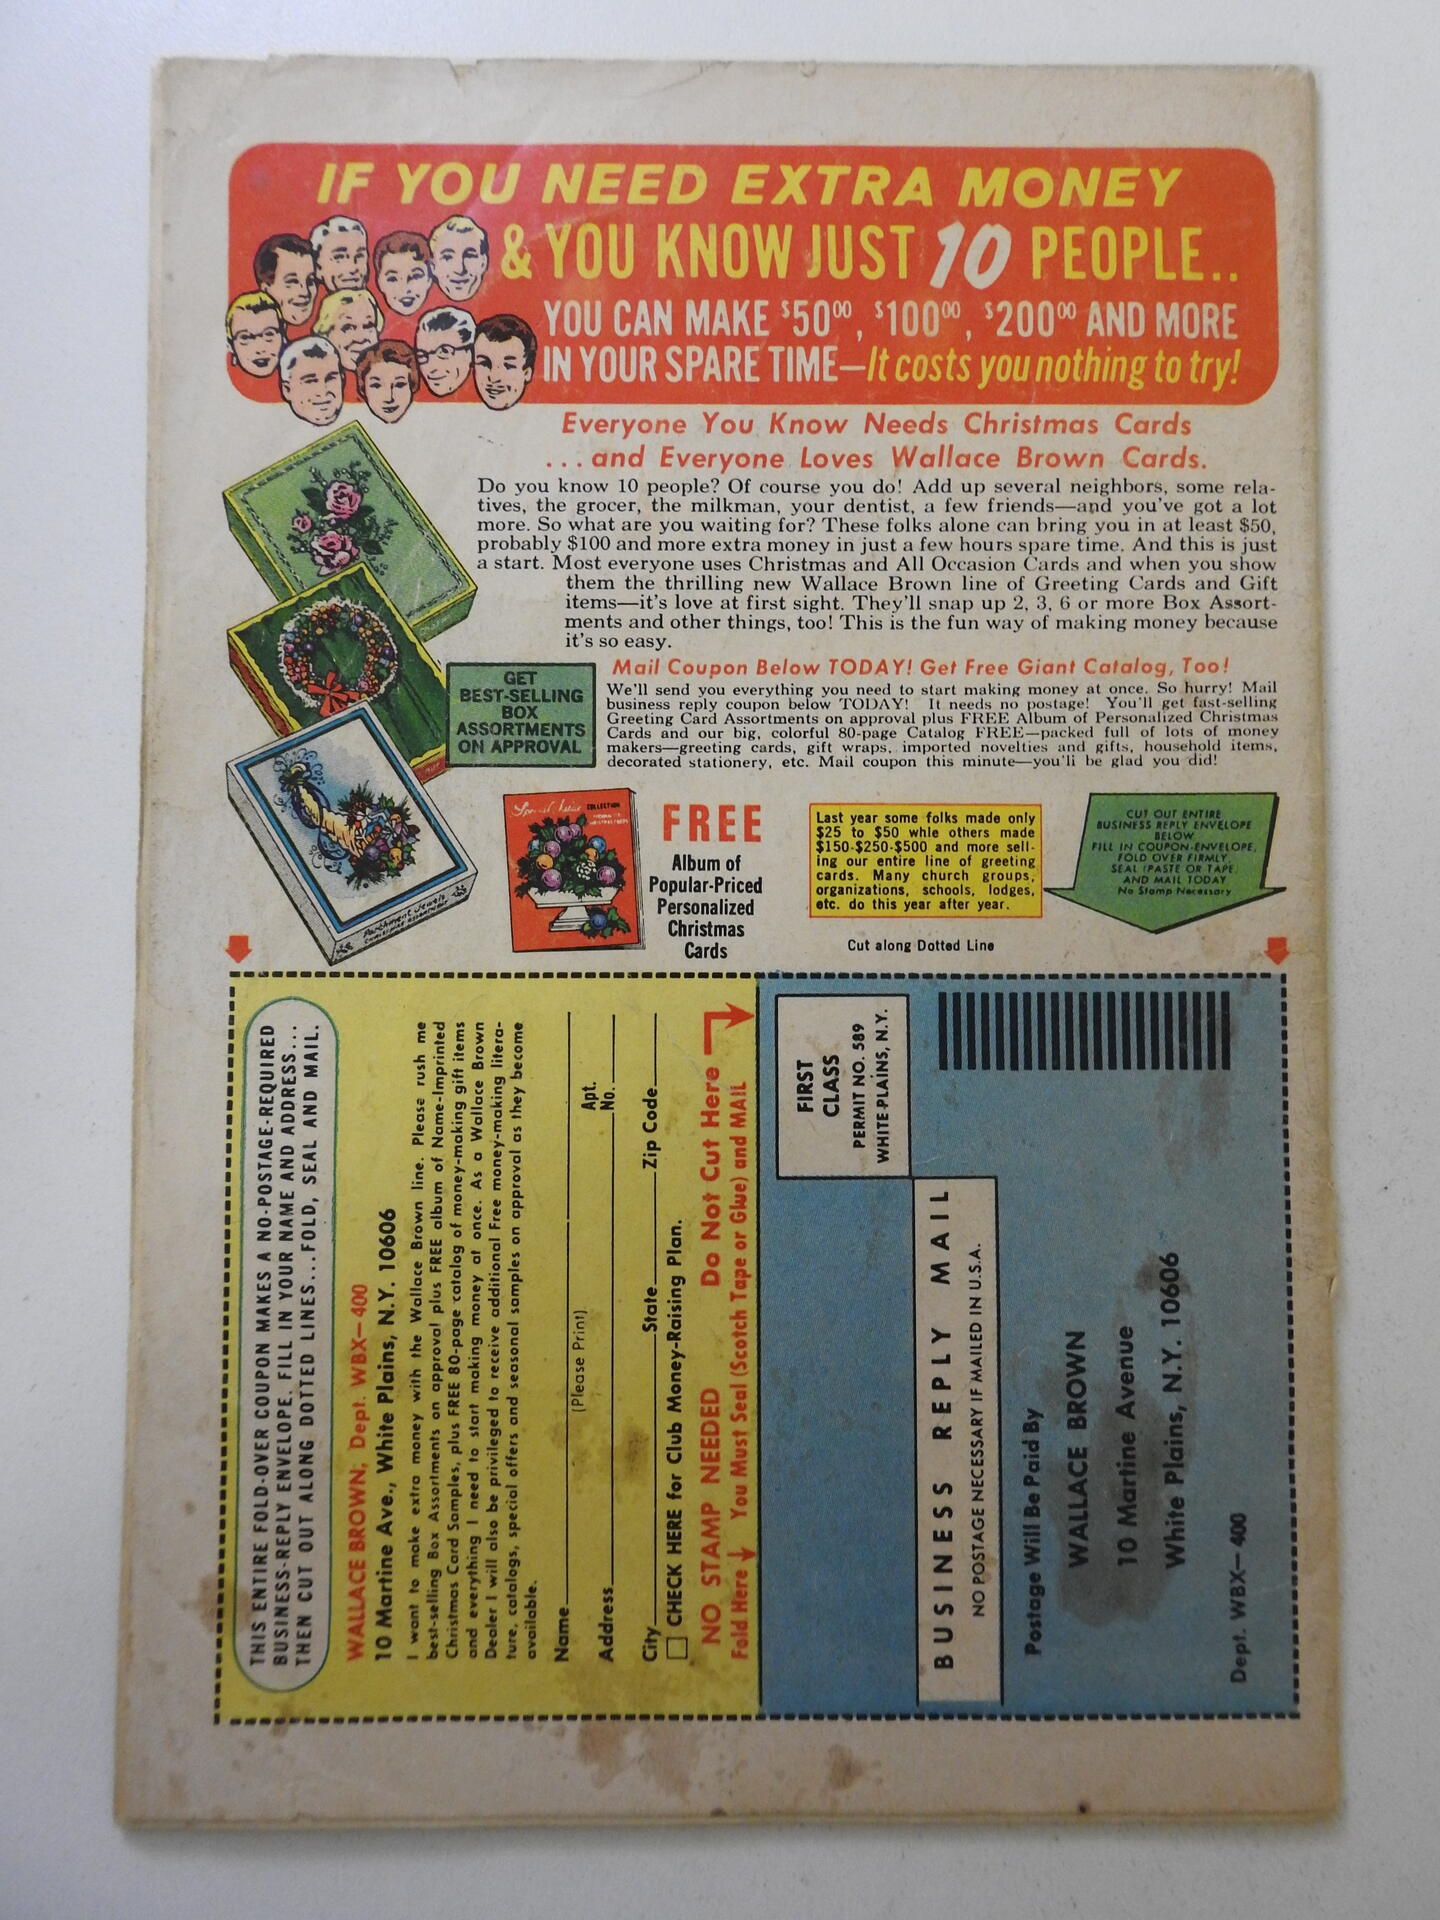 IF YOU NEED EXTRA MONEY
& YOU KNOW JUST 10 PEOPLE..
YOU CAN MAKE $50⁰⁰, $100⁰⁰, $200⁰⁰ AND MORE
IN YOUR SPARE TIME—It costs you nothing to try!
Everyone You Know Needs Christmas Cards
...and Everyone Loves Wallace Brown Cards.
Do you know 10 people? Of course you do! Add up several neighbors, some rela-
tives, the grocer, the milkman, your dentist, a few friends—and you've got a lot
more. So what are you waiting for? These folks alone can bring you in at least $50,
probably $100 and more extra money in just a few hours spare time. And this is just
a start. Most everyone uses Christmas and All Occasion Cards and when you show
them the thrilling new Wallace Brown line of Greeting Cards and Gift
items—it's love at first sight. They'll snap up 2, 3, 6 or more Box Assort-
ments and other things, too! This is the fun way of making money because
it's so easy.
GET
BEST-SELLING
BOX
ASSORTMENTS
ON APPROVAL
Mail Coupon Below TODAY! Get Free Giant Catalog, Too!
We'll send you everything you need to start making money at once. So hurry! Mail
business reply coupon below TODAY! It needs no postage! You'll get fast-selling
Greeting Card Assortments on approval plus FREE Album of Personalized Christmas
Cards and our big, colorful 80-page Catalog FREE—packed full of lots of money
makers—greeting cards, gift wraps, imported novelties and gifts, household items,
decorated stationery, etc. Mail coupon this minute—you'll be glad you did!
Parchment Jewels
CHRISTMAS ASSORTMENT
COLLECTION
FREE
Album of
Popular-Priced
Personalized
Christmas
Cards
Last year some folks made only
$25 to $50 whle others made
$150-$250-$500 and more sell-
ing our entire line of greeting
cards. Many church groups,
organizations, schools, lodges,
etc. do this year after year.
CUT OUT ENTIRE
BUSINESS REPLY ENVELOPE
BELOW
FILL IN COUPON-ENVELOPE,
FOLD OVER FIRMLY,
SEAL (PASTE OR TAPE)
AND MAIL TODAY
No Stamp Necessary
Cut along Dotted Line
THIS ENTIRE FOLD-OVER COUPON MAKES A NO-POSTAGE-REQUIRED
BUSINESS-REPLY ENVELOPE. FILL IN YOUR NAME AND ADDRESS...
THEN CUT OUT ALONG DOTTED LINES...FOLD, SEAL AND MAIL.
WALLACE BROWN, Dept. WBX—400
10 Martine Ave., White Plains, N.Y. 10606
I want to make extra money with the Wallace Brown line. Please rush me
best-selling Box Assortments on approval plus FREE album of Name-Imprinted
Christmas Card Samples, plus FREE 80-page catalog of money-making gift items
and everything I need to start making money at once. As a Wallace Brown
Dealer I will also be privileged to receive additional Free money-making litera-
ture, catalogs, special offers and seasonal samples on approval as they become
available.
Name
(Please Print)
Address Apt. No.
City State Zip Code
CHECK HERE for Club Money-Raising Plan.
NO STAMP NEEDED Do Not Cut Here
Fold Here You Must Seal (Scotch Tape or Glue) and MAIL
FIRST
CLASS
PERMIT NO. 589
WHITE PLAINS, N.Y.
BUSINESS REPLY MAIL
NO POSTAGE NECESSARY IF MAILED IN U.S.A.
Postage Will Be Paid By
WALLACE BROWN
10 Martine Avenue
White Plains, N.Y. 10606
Dept. WBX—400